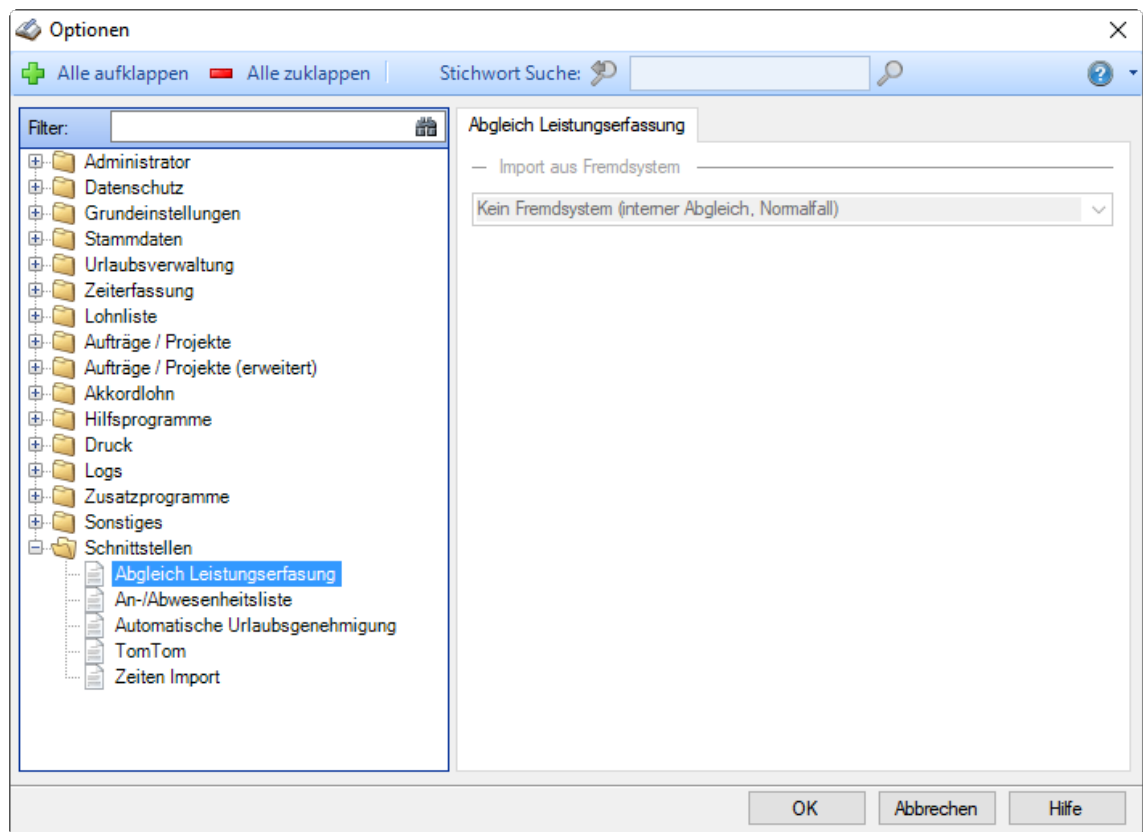 Optionen
Alle aufklappen Alle zuklappen Stichwort Suche:
Filter:
Administrator
Datenschutz
Grundeinstellungen
Stammdaten
Urlaubsverwaltung
Zeiterfassung
Lohnliste
Aufträge / Projekte
Aufträge / Projekte (erweitert)
Akkordlohn
Hilfsprogramme
Druck
Logs
Zusatzprogramme
Sonstiges
Schnittstellen
Abgleich Leistungserfasung
An-/Abwesenheitsliste
Automatische Urlaubsgenehmigung
TomTom
Zeiten Import
Abgleich Leistungserfassung
Import aus Fremdsystem
Kein Fremdsystem (interner Abgleich, Normalfall)
OK Abbrechen Hilfe